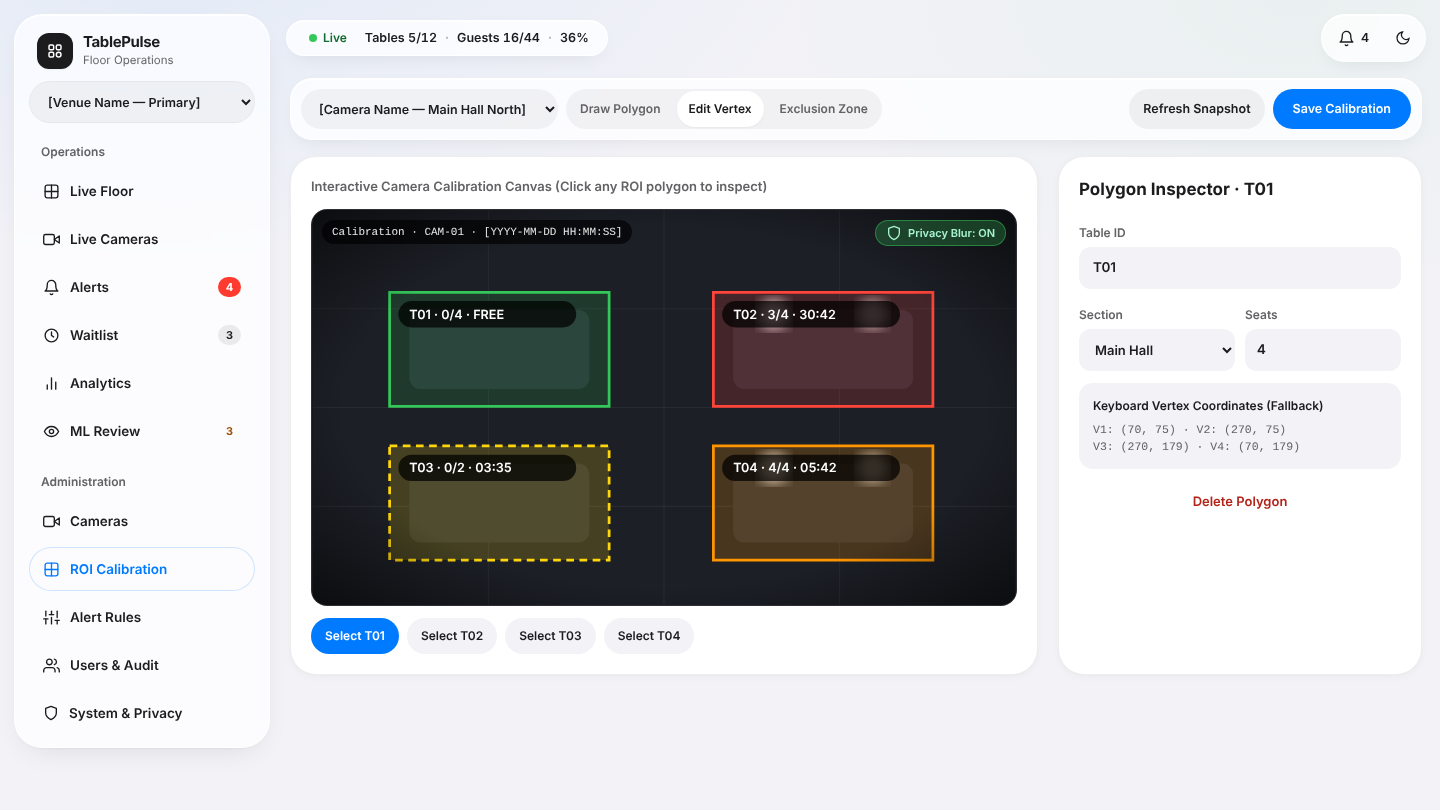 TablePulse
Floor Operations
[Venue Name — Primary]
Operations
Live Floor
Live Cameras
Alerts 4
Waitlist 3
Analytics
ML Review 3
Administration
Cameras
ROI Calibration
Alert Rules
Users & Audit
System & Privacy
Live Tables 5/12 · Guests 16/44 · 36%
4
[Camera Name — Main Hall North] Draw Polygon Edit Vertex Exclusion Zone Refresh Snapshot Save Calibration
Interactive Camera Calibration Canvas (Click any ROI polygon to inspect)
Calibration · CAM-01 · [YYYY-MM-DD HH:MM:SS] Privacy Blur: ON
T01 · 0/4 · FREE T02 · 3/4 · 30:42
T03 · 0/2 · 03:35 T04 · 4/4 · 05:42
Select T01 Select T02 Select T03 Select T04
Polygon Inspector · T01
Table ID
T01
Section Seats
Main Hall 4
Keyboard Vertex Coordinates (Fallback)
V1: (70, 75) · V2: (270, 75)
V3: (270, 179) · V4: (70, 179)
Delete Polygon